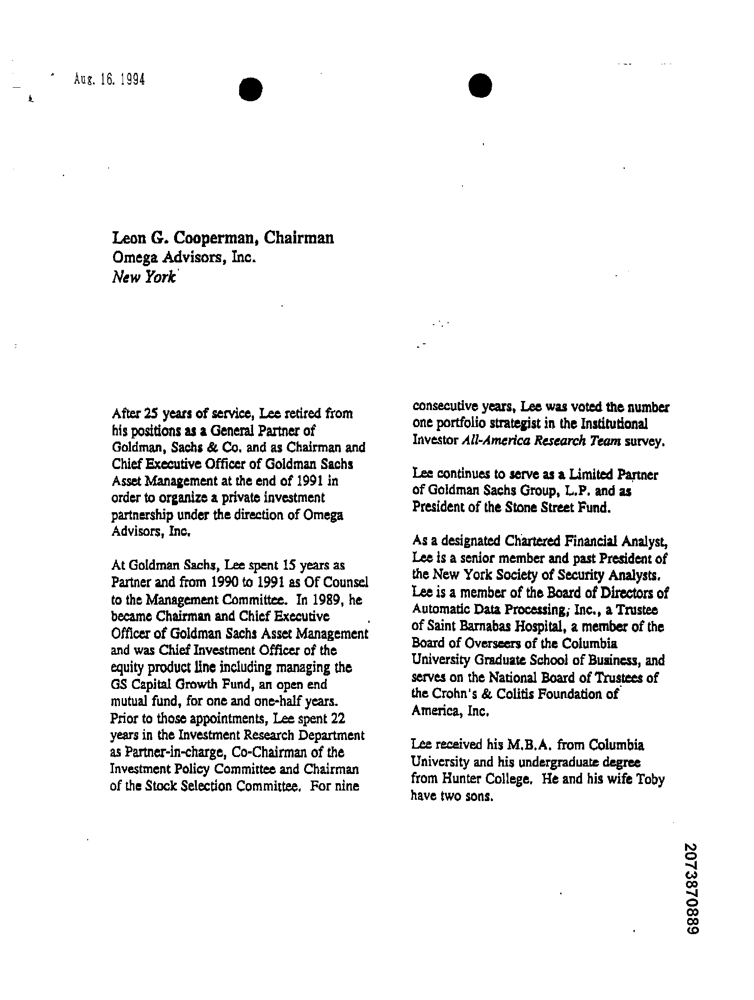 Aug. 16. 1994
Leon G. Cooperman, Chairman
Omega Advisors, Inc.
New York
After 25 years of service, Lee retired from
his positions as a General Partner of
Goldman, Sachs & Co. and as Chairman and
Chief Executive Officer of Goldman Sachs
Asset Management at the end of 1991 in
order to organize a private investment
partnership under the direction of Omega
Advisors, Inc.
At Goldman Sachs, Lee spent 15 years as
Partner and from 1990 to 1991 as Of Counsel
to the Management Committee. In 1989, he
became Chairman and Chief Executive
Officer of Goldman Sachs Asset Management
and was Chief Investment Officer of the
equity product line including managing the
GS Capital Growth Fund, an open end
mutual fund, for one and one-half years.
Prior to those appointments, Lee spent 22
years in the Investment Research Department
as Partner-in-charge, Co-Chairman of the
Investment Policy Committee and Chairman
of the Stock Selection Committee. For nine
consecutive years, Lee was voted the number
one portfolio strategist in the Institutional
Investor All-America Research Team survey.
Lee continues to serve as a Limited Partner
of Goldman Sachs Group, L.P. and as
President of the Stone Street Fund.
As a designated Chartered Financial Analyst,
Lee is a senior member and past President of
the New York Society of Security Analysts.
Lee is a member of the Board of Directors of
Automatic Data Processing, Inc., a Trustee
of Saint Barnabas Hospital, a member of the
Board of Overseers of the Columbia
University Graduate School of Business, and
serves on the National Board of Trustees of
the Crohn's & Colitis Foundation of
America, Inc.
Lee received his M.B.A. from Columbia
University and his undergraduate degree
from Hunter College. He and his wife Toby
have two sons.
2073870889